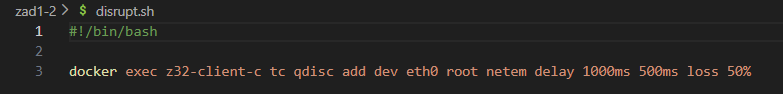 zad1-2 > $ disrupt.sh
1 #!/bin/bash
2
3 docker exec z32-client-c tc qdisc add dev eth0 root netem delay 1000ms 500ms loss 50%